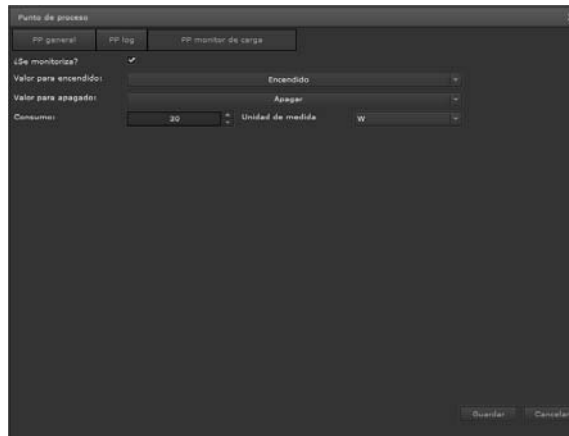 Punto de proceso
PP general PP log PP monitor de carga
¿Se monitoriza?
Valor para encendido: Encendido
Valor para apagado: Apagar
Consumo: 20 Unidad de medida W
Guardar Cancelar